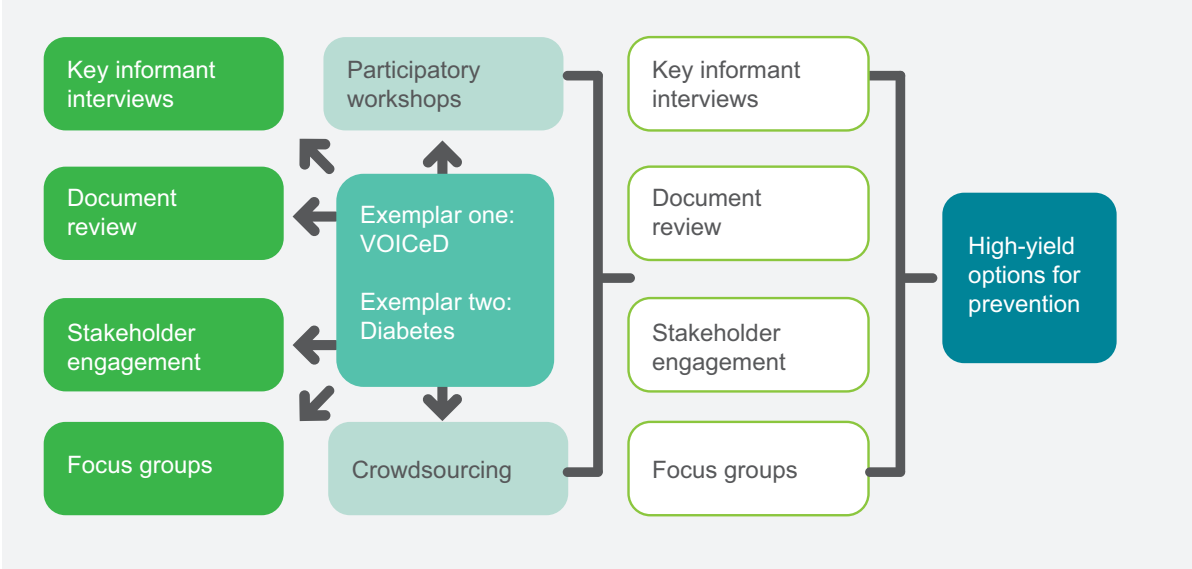 Key informant
interviews
Document
review
Stakeholder
engagement
Focus groups
Participatory
workshops
Exemplar one:
VOICeD
Exemplar two:
Diabetes
Crowdsourcing
Key informant
interviews
Document
review
Stakeholder
engagement
Focus groups
High-yield
options for
prevention